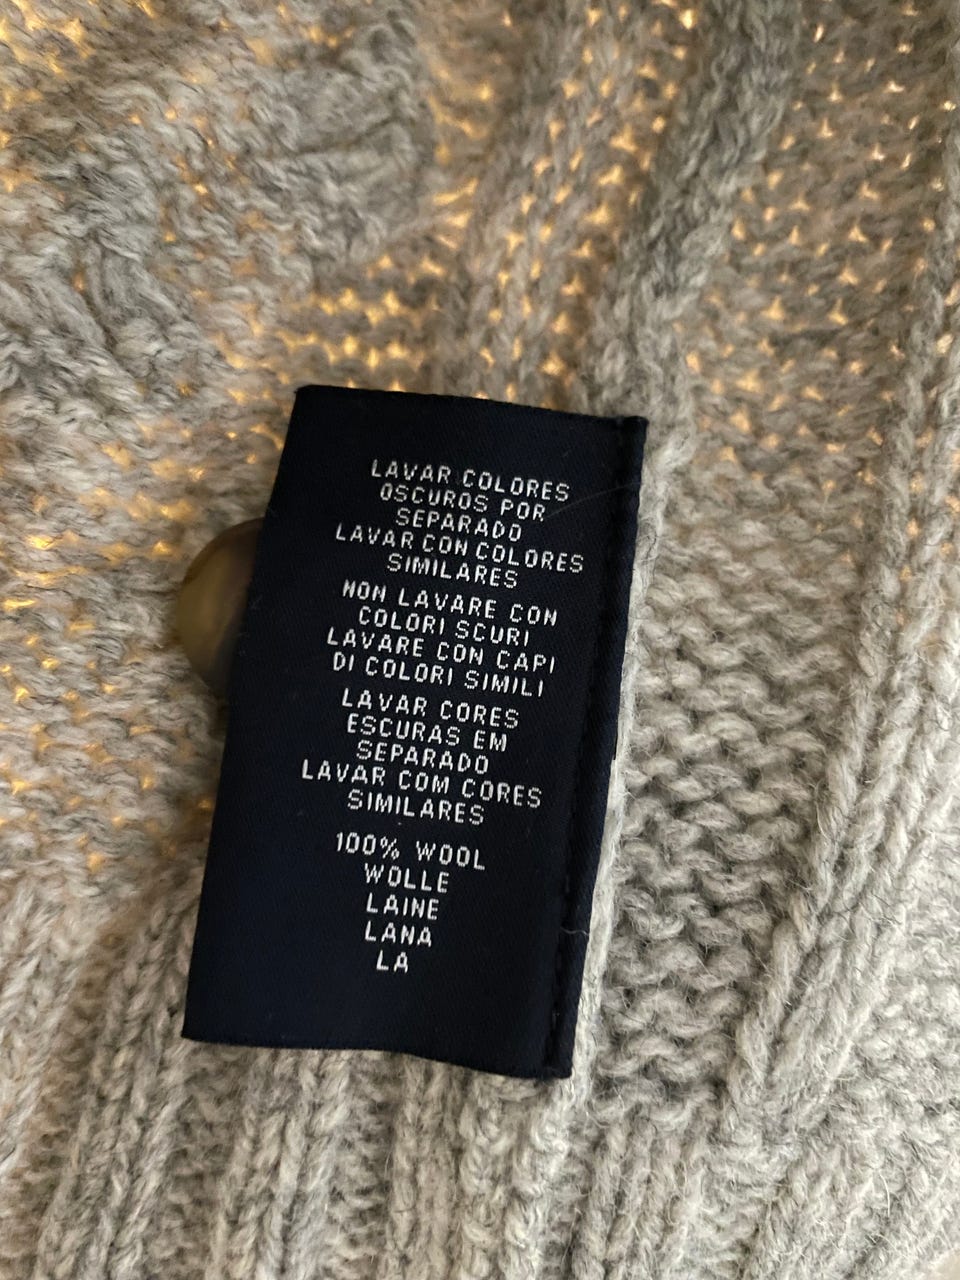 LAVAR COLORES
OSCUROS POR
SEPARADO
LAVAR CON COLORES
SIMILARES
NON LAVARE CON
COLORI SCURI
LAVARE CON CAPI
DI COLORI SIMILI
LAVAR CORES
ESCURAS EM
SEPARADO
LAVAR COM CORES
SIMILARES
100% WOOL
WOLLE
LAINE
LANA
LA